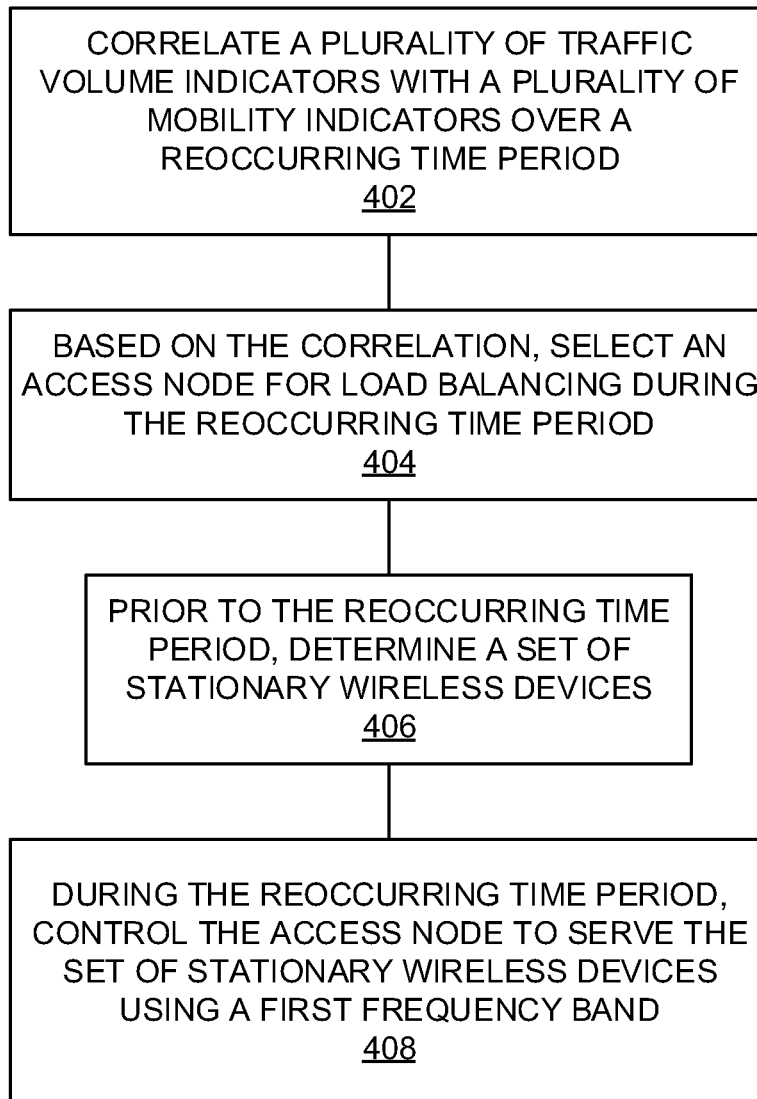 CORRELATE A PLURALITY OF TRAFFIC
VOLUME INDICATORS WITH A PLURALITY OF
MOBILITY INDICATORS OVER A
REOCCURRING TIME PERIOD
402
BASED ON THE CORRELATION, SELECT AN
ACCESS NODE FOR LOAD BALANCING DURING
THE REOCCURRING TIME PERIOD
404
PRIOR TO THE REOCCURRING TIME
PERIOD, DETERMINE A SET OF
STATIONARY WIRELESS DEVICES
406
DURING THE REOCCURRING TIME PERIOD,
CONTROL THE ACCESS NODE TO SERVE THE
SET OF STATIONARY WIRELESS DEVICES
USING A FIRST FREQUENCY BAND
408